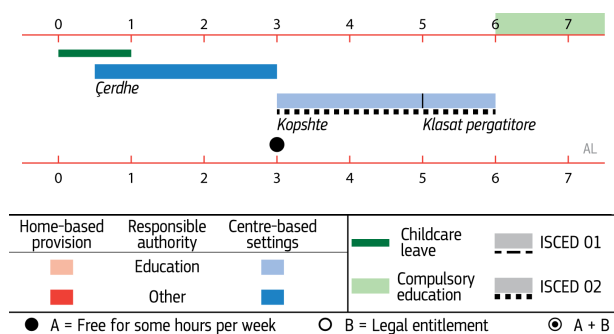 0 1 2 3 4 5 6 7
Çerdhe
Kopshte Klasat pergatitore
AL
0 1 2 3 4 5 6 7
Home-based provision Responsible authority Centre-based settings
Education
Other
Childcare leave
ISCED 01
Compulsory education
ISCED 02
A = Free for some hours per week B = Legal entitlement A + B